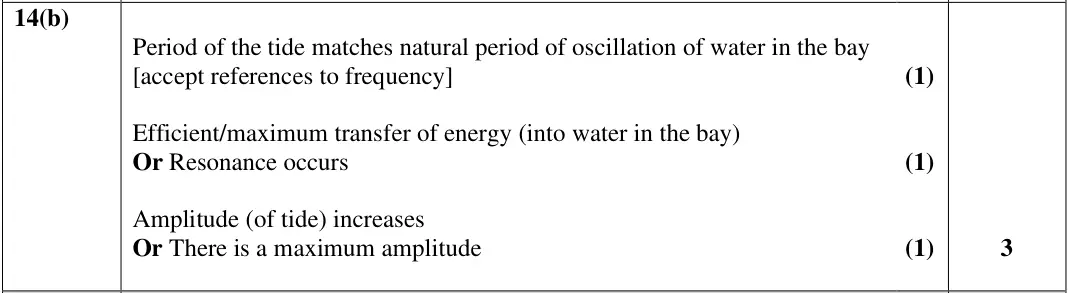 14(b)
Period of the tide matches natural period of oscillation of water in the bay
[accept references to frequency] (1)
Efficient/maximum transfer of energy (into water in the bay)
Or Resonance occurs (1)
Amplitude (of tide) increases
Or There is a maximum amplitude (1) 3